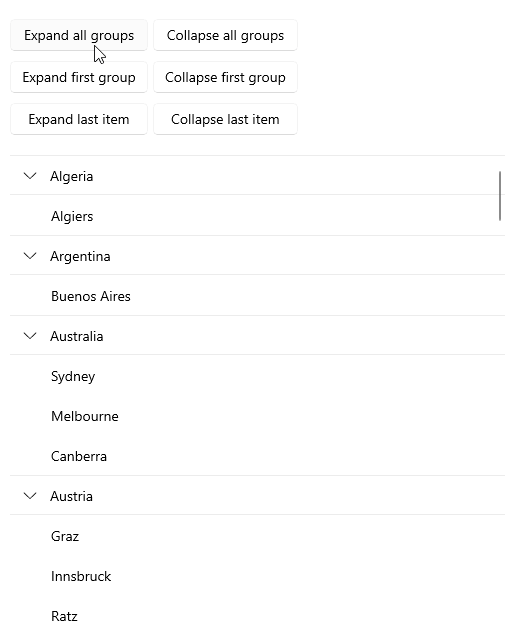 Expand all groups Collapse all groups
Expand first group Collapse first group
Expand last item Collapse last item
Algeria
Algiers
Argentina
Buenos Aires
Australia
Sydney
Melbourne
Canberra
Austria
Graz
Innsbruck
Ratz